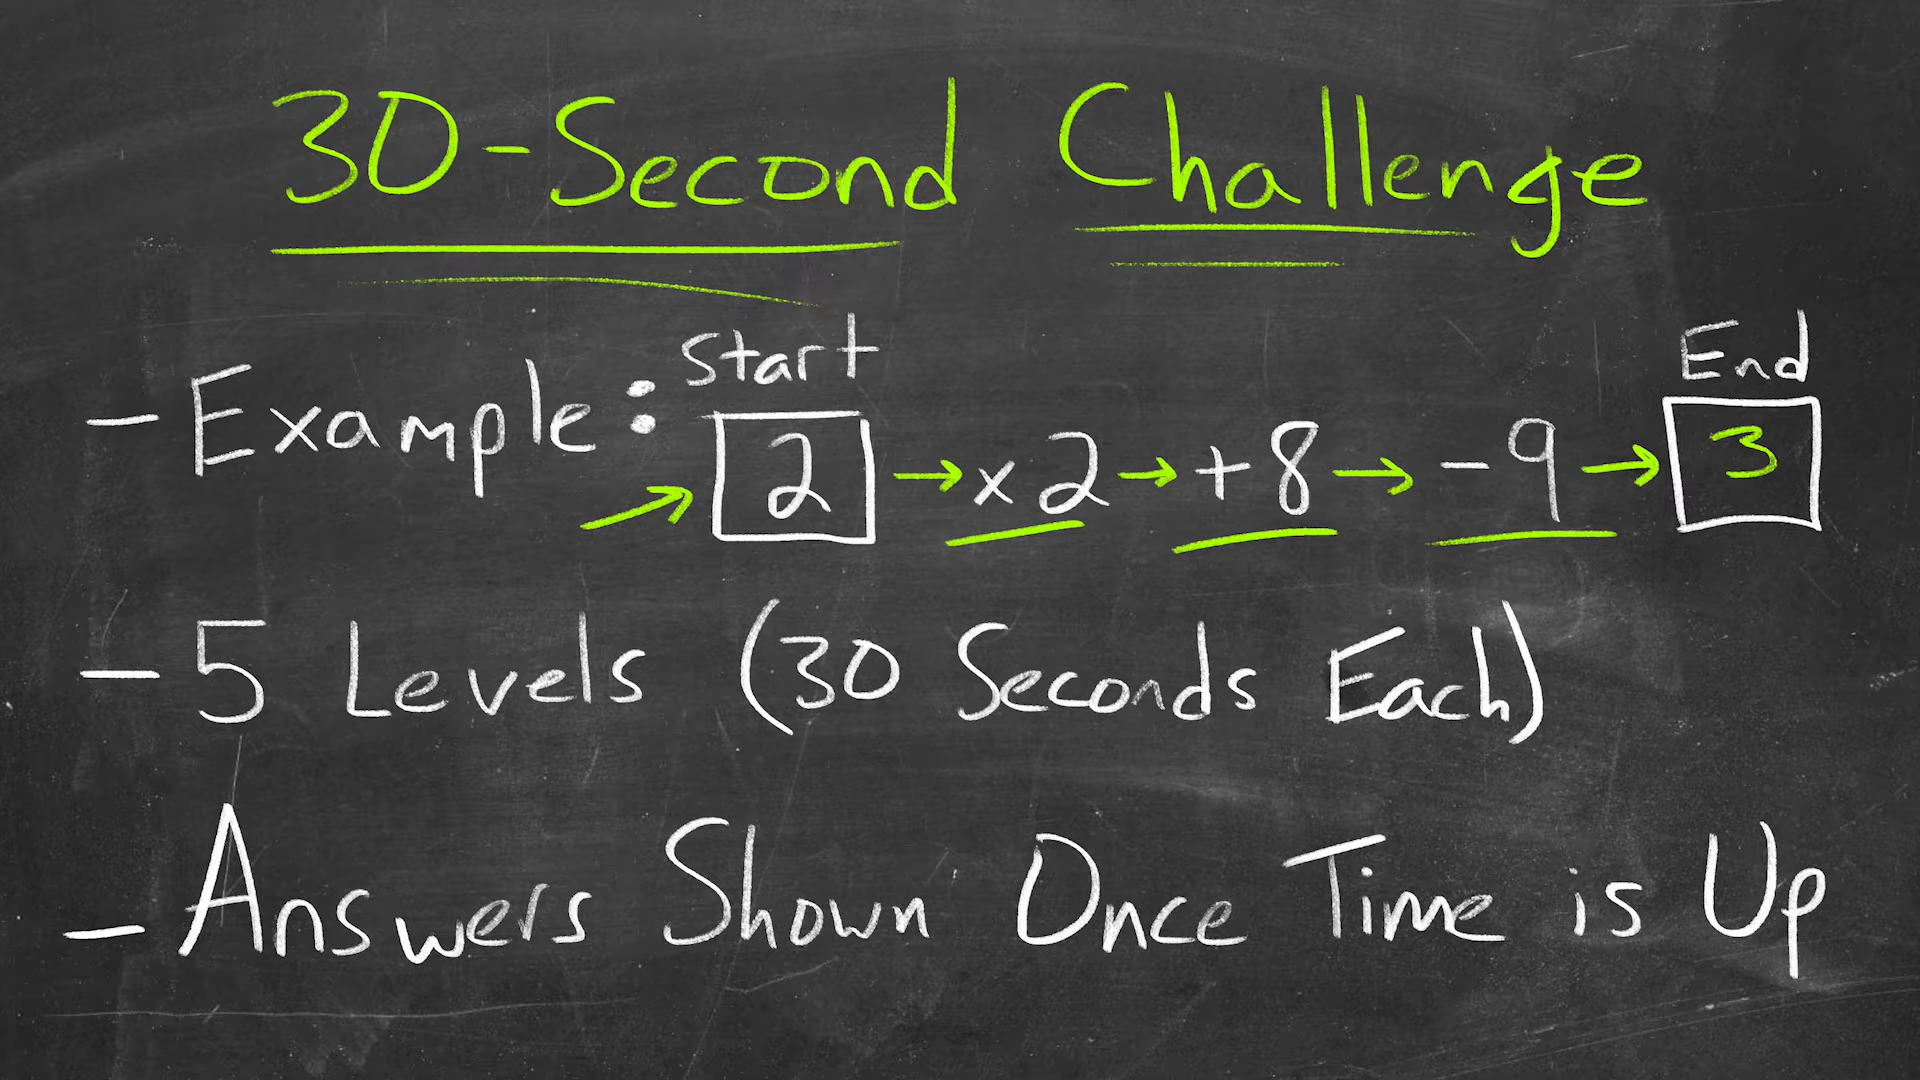 30-Second Challenge
Start End
- Example: 2 → x2 → +8 → -9 → 3
- 5 Levels (30 Seconds Each)
- Answers Shown Once Time is Up